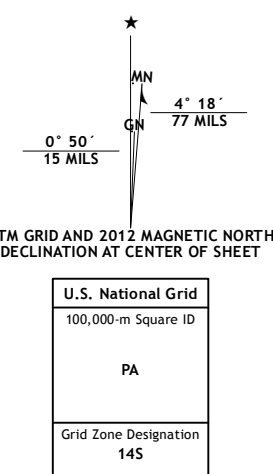 ★
MN
GN
4° 18´
77 MILS
0° 50´
15 MILS
TM GRID AND 2012 MAGNETIC NORTH
DECLINATION AT CENTER OF SHEET
U.S. National Grid
100,000-m Square ID
PA
Grid Zone Designation
14S